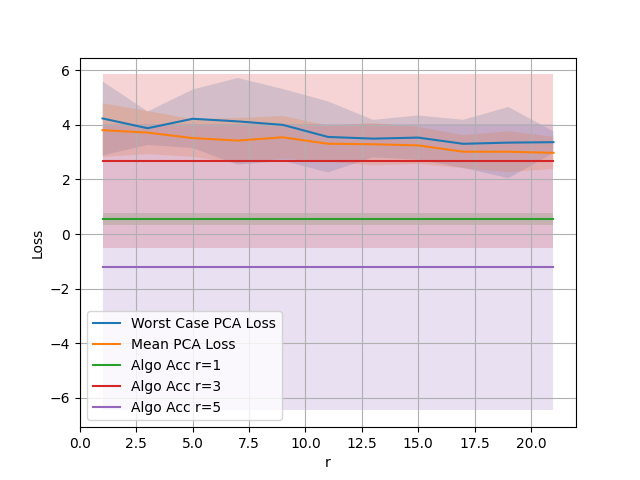 6
4
2
0
−2
−4
−6
Loss
Worst Case PCA Loss
Mean PCA Loss
Algo Acc r=1
Algo Acc r=3
Algo Acc r=5
0.0 2.5 5.0 7.5 10.0 12.5 15.0 17.5 20.0
r